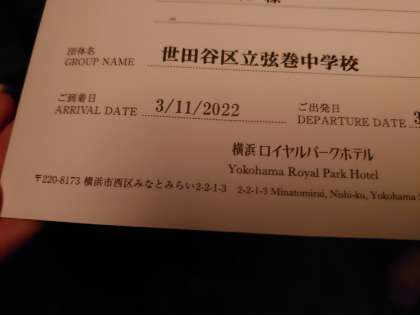 様
団体名
GROUP NAME 世田谷区立弦巻中学校
ご到着日
ARRIVAL DATE 3/11/2022
ご出発日
DEPARTURE DATE 3
横浜ロイヤルパークホテル
Yokohama Royal Park Hotel
〒220-8173 横浜市西区みなとみらい2-2-1-3 2-2-1-3 Minatomirai, Nishi-ku, Yokohama